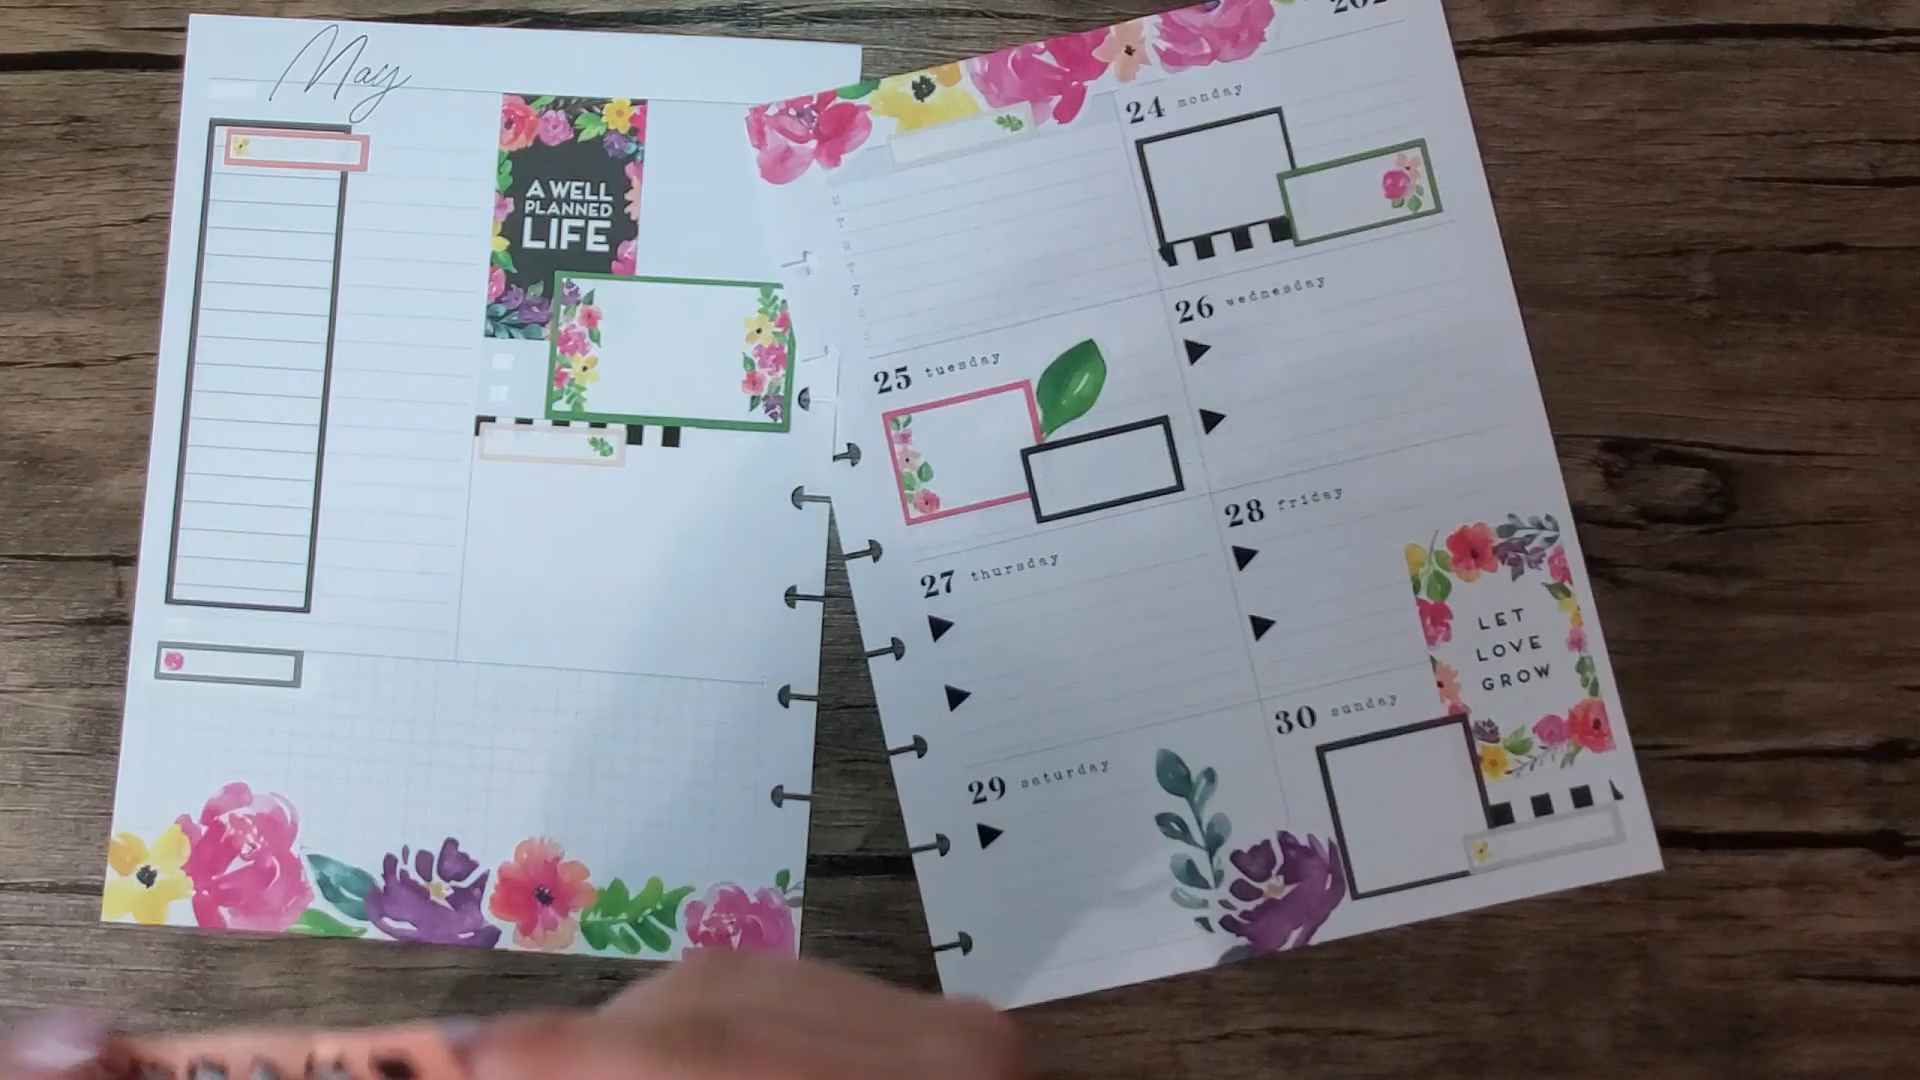 May
A WELL
PLANNED
LIFE
24 monday
26 wednesday
25 tuesday
28 friday
27 thursday
LET
LOVE
GROW
30 sunday
29 saturday